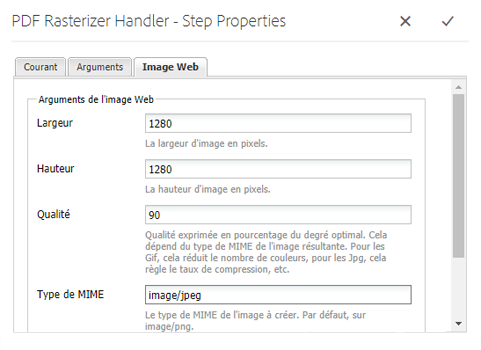 PDF Rasterizer Handler - Step Properties
Courant Arguments Image Web
Arguments de l'image Web
Largeur 1280
La largeur d'image en pixels.
Hauteur 1280
La hauteur d'image en pixels.
Qualité 90
Qualité exprimée en pourcentage du degré optimal. Cela
dépend du type de MIME de l'image résultante. Pour les
Gif, cela réduit le nombre de couleurs, pour les Jpg, cela
règle le taux de compression, etc.
Type de MIME image/jpeg
Le type de MIME de l'image à créer. Par défaut, sur
image/png.